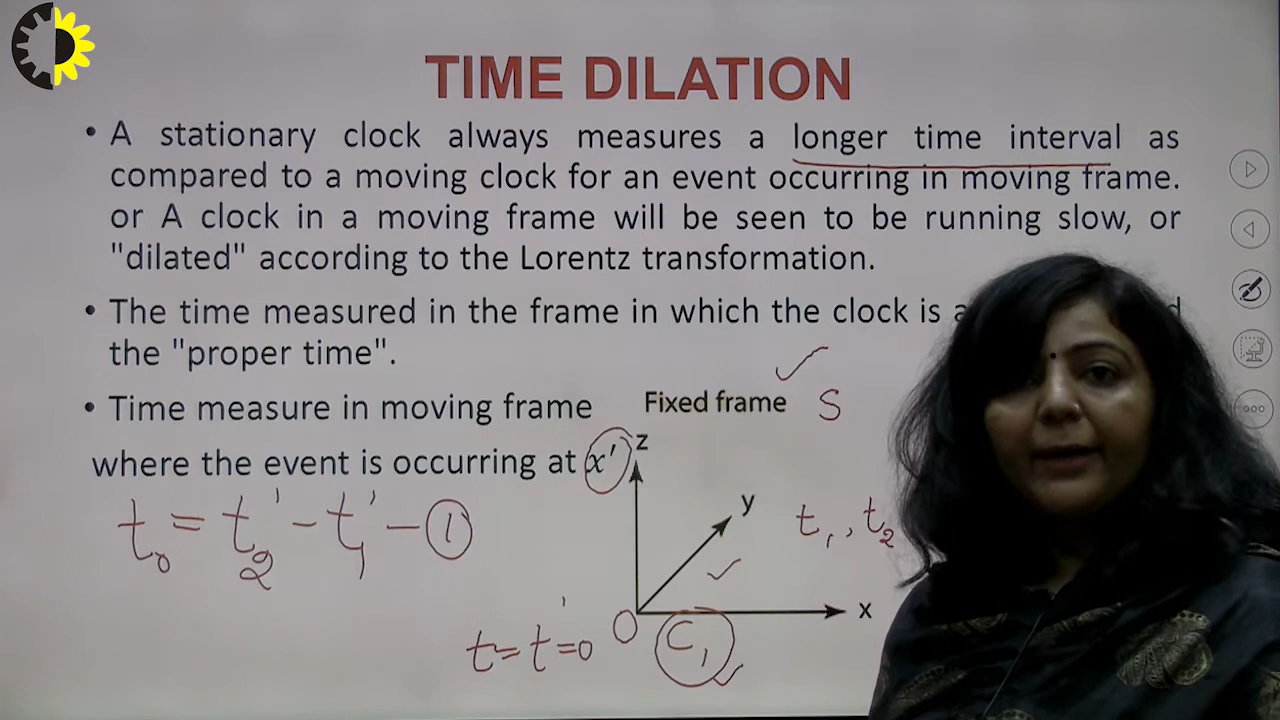 TIME DILATION
• A stationary clock always measures a longer time interval as
compared to a moving clock for an event occurring in moving frame.
or A clock in a moving frame will be seen to be running slow, or
"dilated" according to the Lorentz transformation.
• The time measured in the frame in which the clock is
the "proper time".
• Time measure in moving frame
where the event is occurring at x'
Fixed frame S
z
y
x
t₀ = t₂' - t₁' - ①
t₁, t₂
t = t' = 0
O
C₁